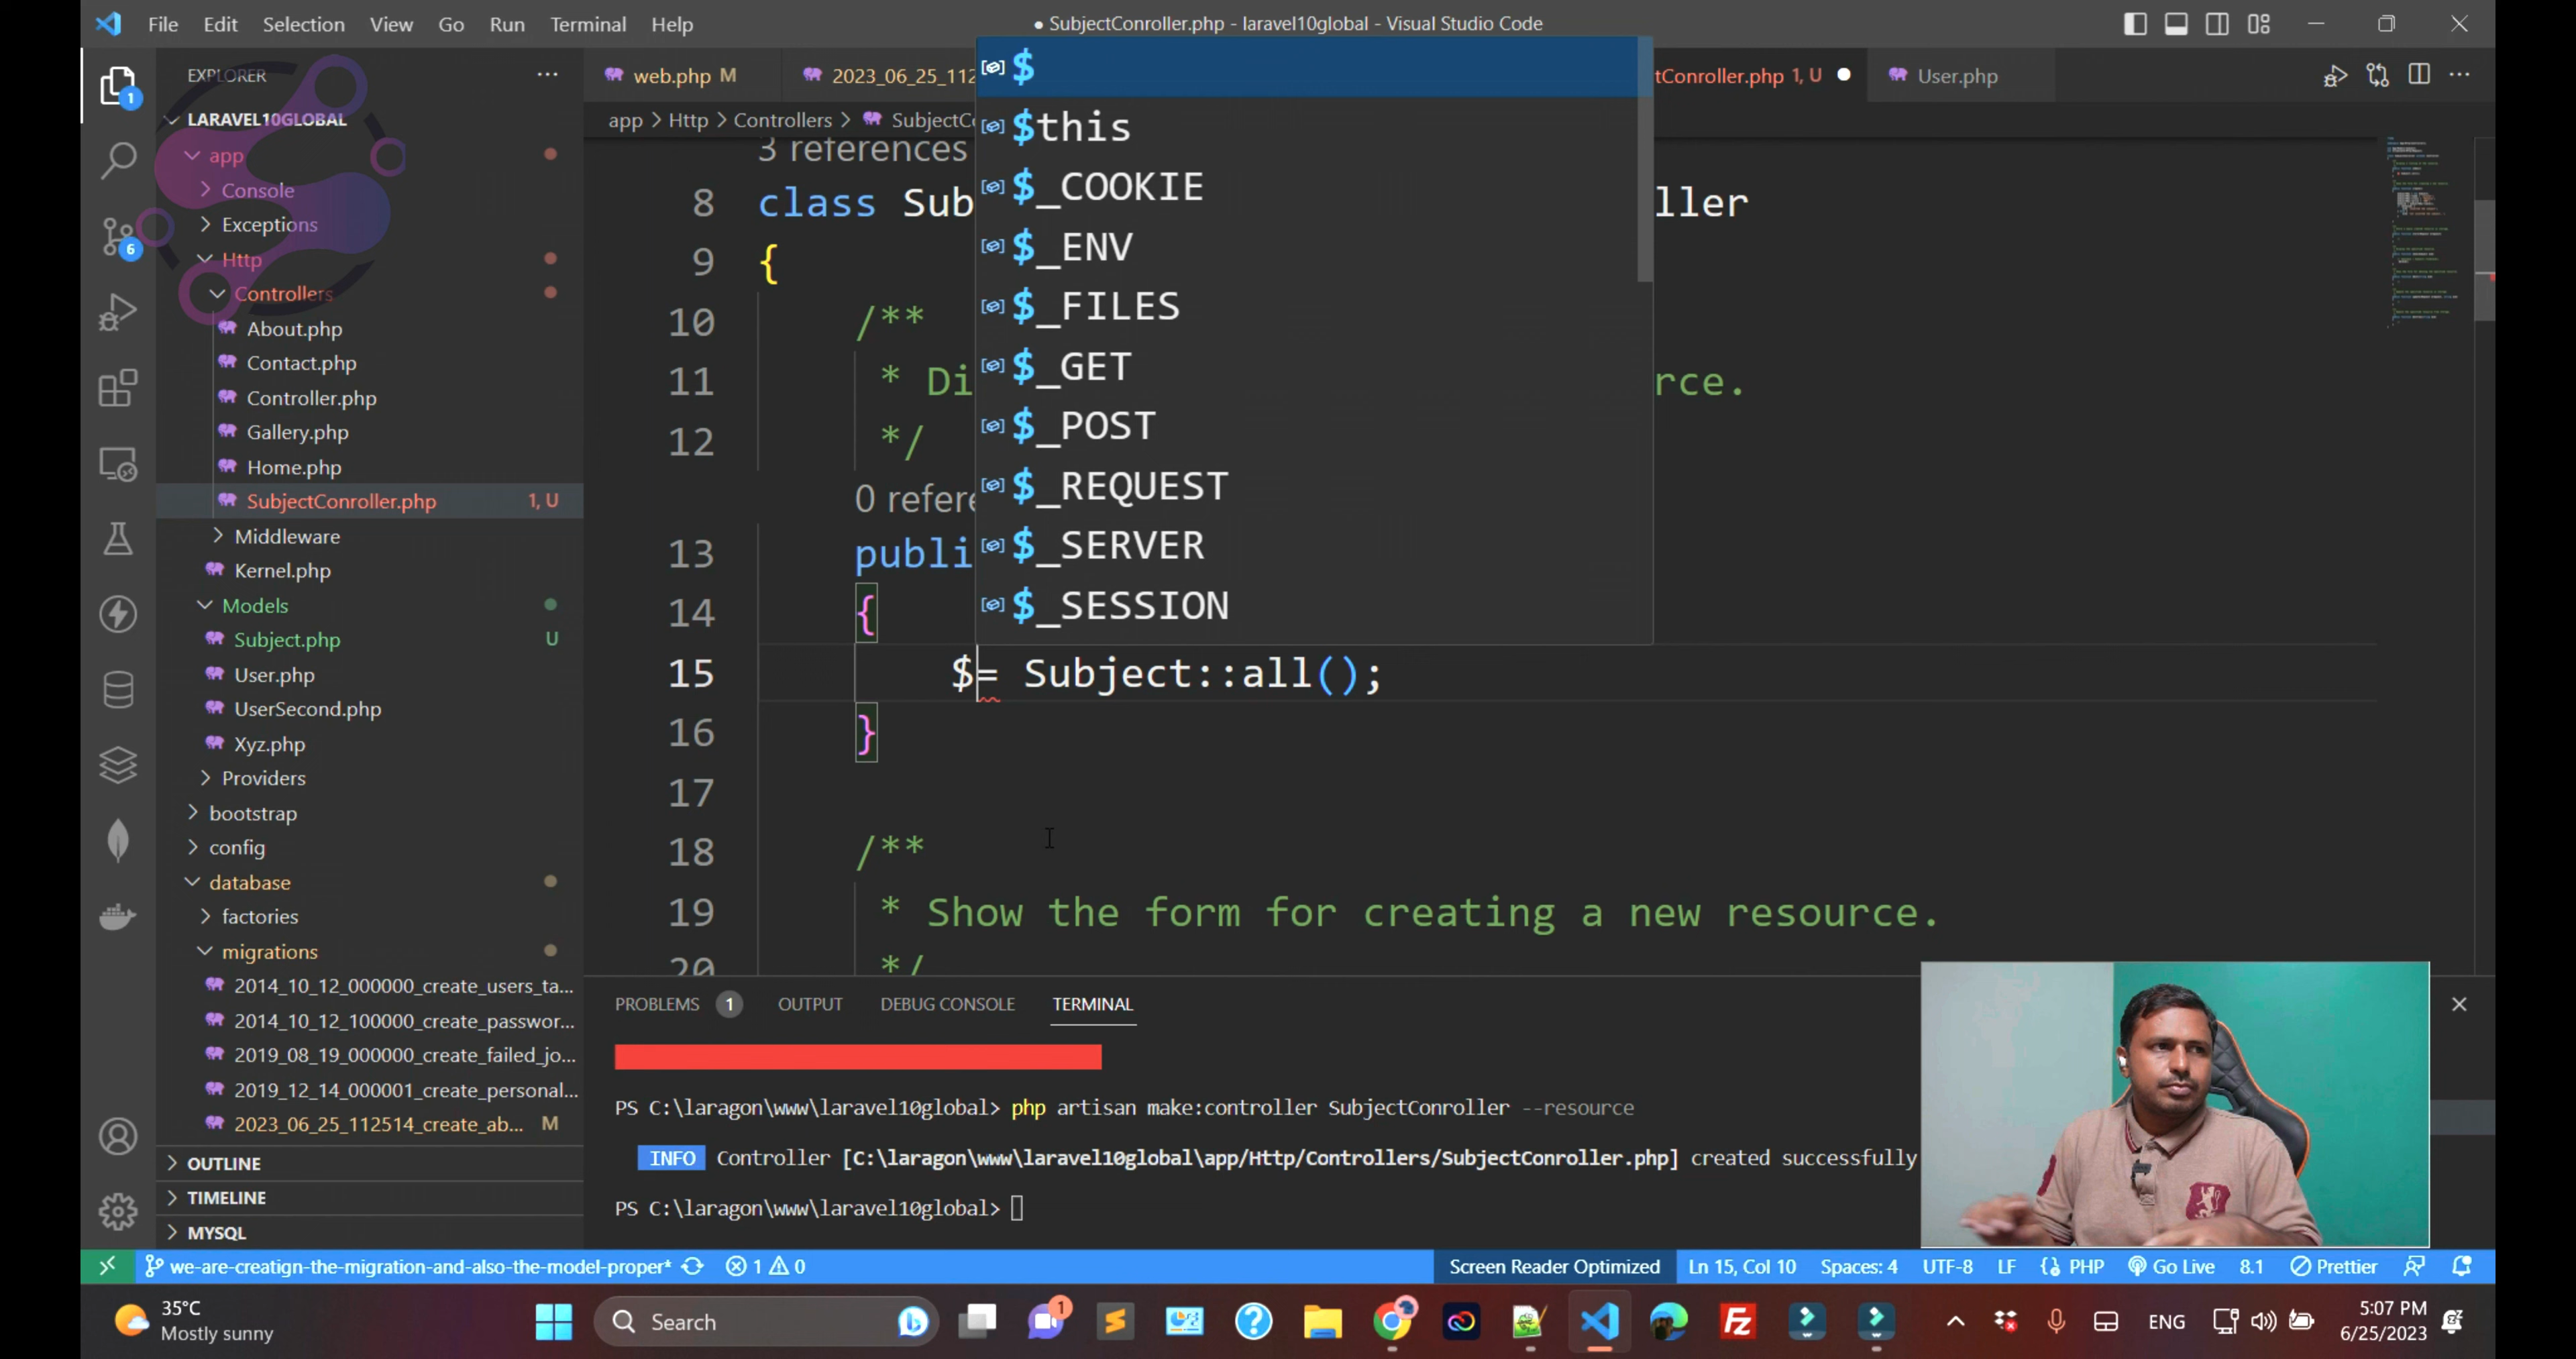 File Edit Selection View Go Run Terminal Help
● SubjectConroller.php - laravel10global - Visual Studio Code
EXPLORER
LARAVEL10GLOBAL
app
Console
Exceptions
Http
Controllers
About.php
Contact.php
Controller.php
Gallery.php
Home.php
SubjectConroller.php 1, U
Middleware
Kernel.php
Models
Subject.php U
User.php
UserSecond.php
Xyz.php
Providers
bootstrap
config
database
factories
migrations
2014_10_12_000000_create_users_ta...
2014_10_12_100000_create_passwor...
2019_08_19_000000_create_failed_jo...
2019_12_14_000001_create_personal...
2023_06_25_112514_create_ab... M
OUTLINE
TIMELINE
MYSQL
1
6
web.php M
2023_06_25_112
tConroller.php 1, U ●
User.php
app > Http > Controllers > SubjectCo
$
$this
$_COOKIE
$_ENV
$_FILES
$_GET
$_POST
$_REQUEST
$_SERVER
$_SESSION
3 references
8 class Sub ller
9 {
10 /**
11 * Di rce.
12 */
0 refere
13 publi
14 {
15 $= Subject::all();
16 }
17
18 /**
19 * Show the form for creating a new resource.
20 */
PROBLEMS 1 OUTPUT DEBUG CONSOLE TERMINAL
PS C:\laragon\www\laravel10global> php artisan make:controller SubjectConroller --resource
INFO Controller [C:\laragon\www\laravel10global\app/Http/Controllers/SubjectConroller.php] created successfully
PS C:\laragon\www\laravel10global>
we-are-creatign-the-migration-and-also-the-model-proper* 1 0
Screen Reader Optimized Ln 15, Col 10 Spaces: 4 UTF-8 LF PHP Go Live 8.1 Prettier
35°C
Mostly sunny
Search
1
ENG
5:07 PM
6/25/2023